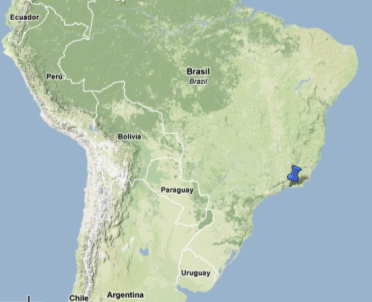 Ecuador
Perú
Brasil
Brazil
Bolivia
Paraguay
Uruguay
Chile
Argentina